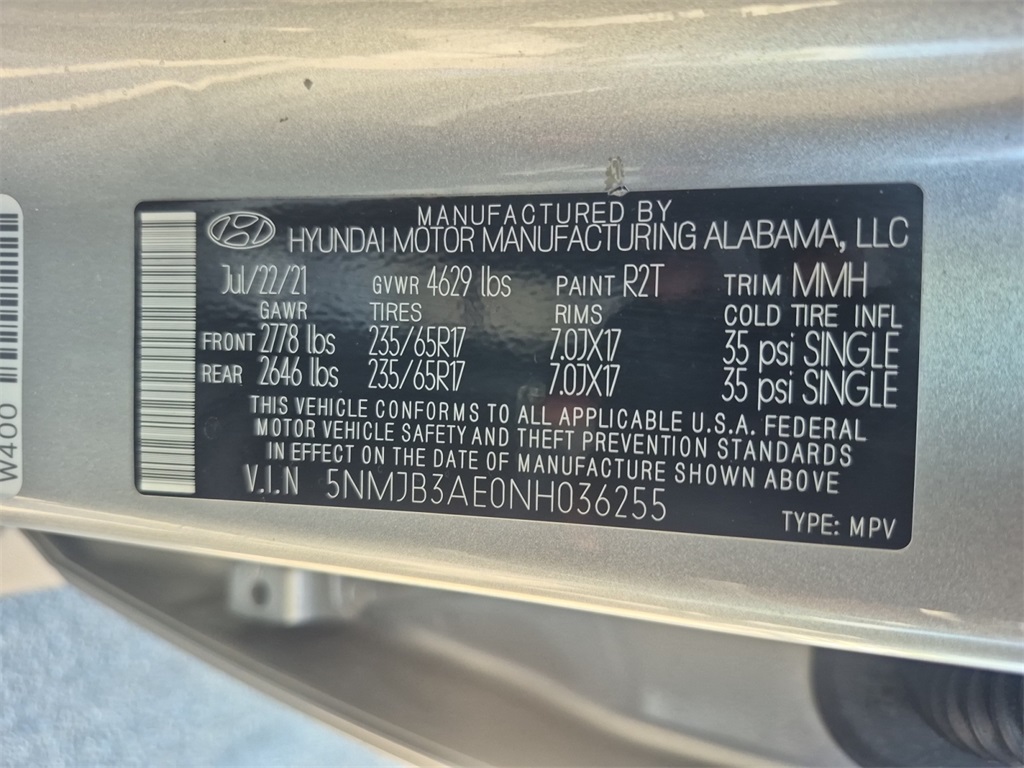 MANUFACTURED BY
HYUNDAI MOTOR MANUFACTURING ALABAMA, LLC
Jul/22/21 GVWR 4629 lbs PAINT R2T TRIM MMH
GAWR TIRES RIMS COLD TIRE INFL
FRONT 2778 lbs 235/65R17 7.0JX17 35 psi SINGLE
REAR 2646 lbs 235/65R17 7.0JX17 35 psi SINGLE
THIS VEHICLE CONFORMS TO ALL APPLICABLE U.S.A. FEDERAL
MOTOR VEHICLE SAFETY AND THEFT PREVENTION STANDARDS
IN EFFECT ON THE DATE OF MANUFACTURE SHOWN ABOVE
V.I.N 5NMJB3AE0NH036255
TYPE: MPV
W400